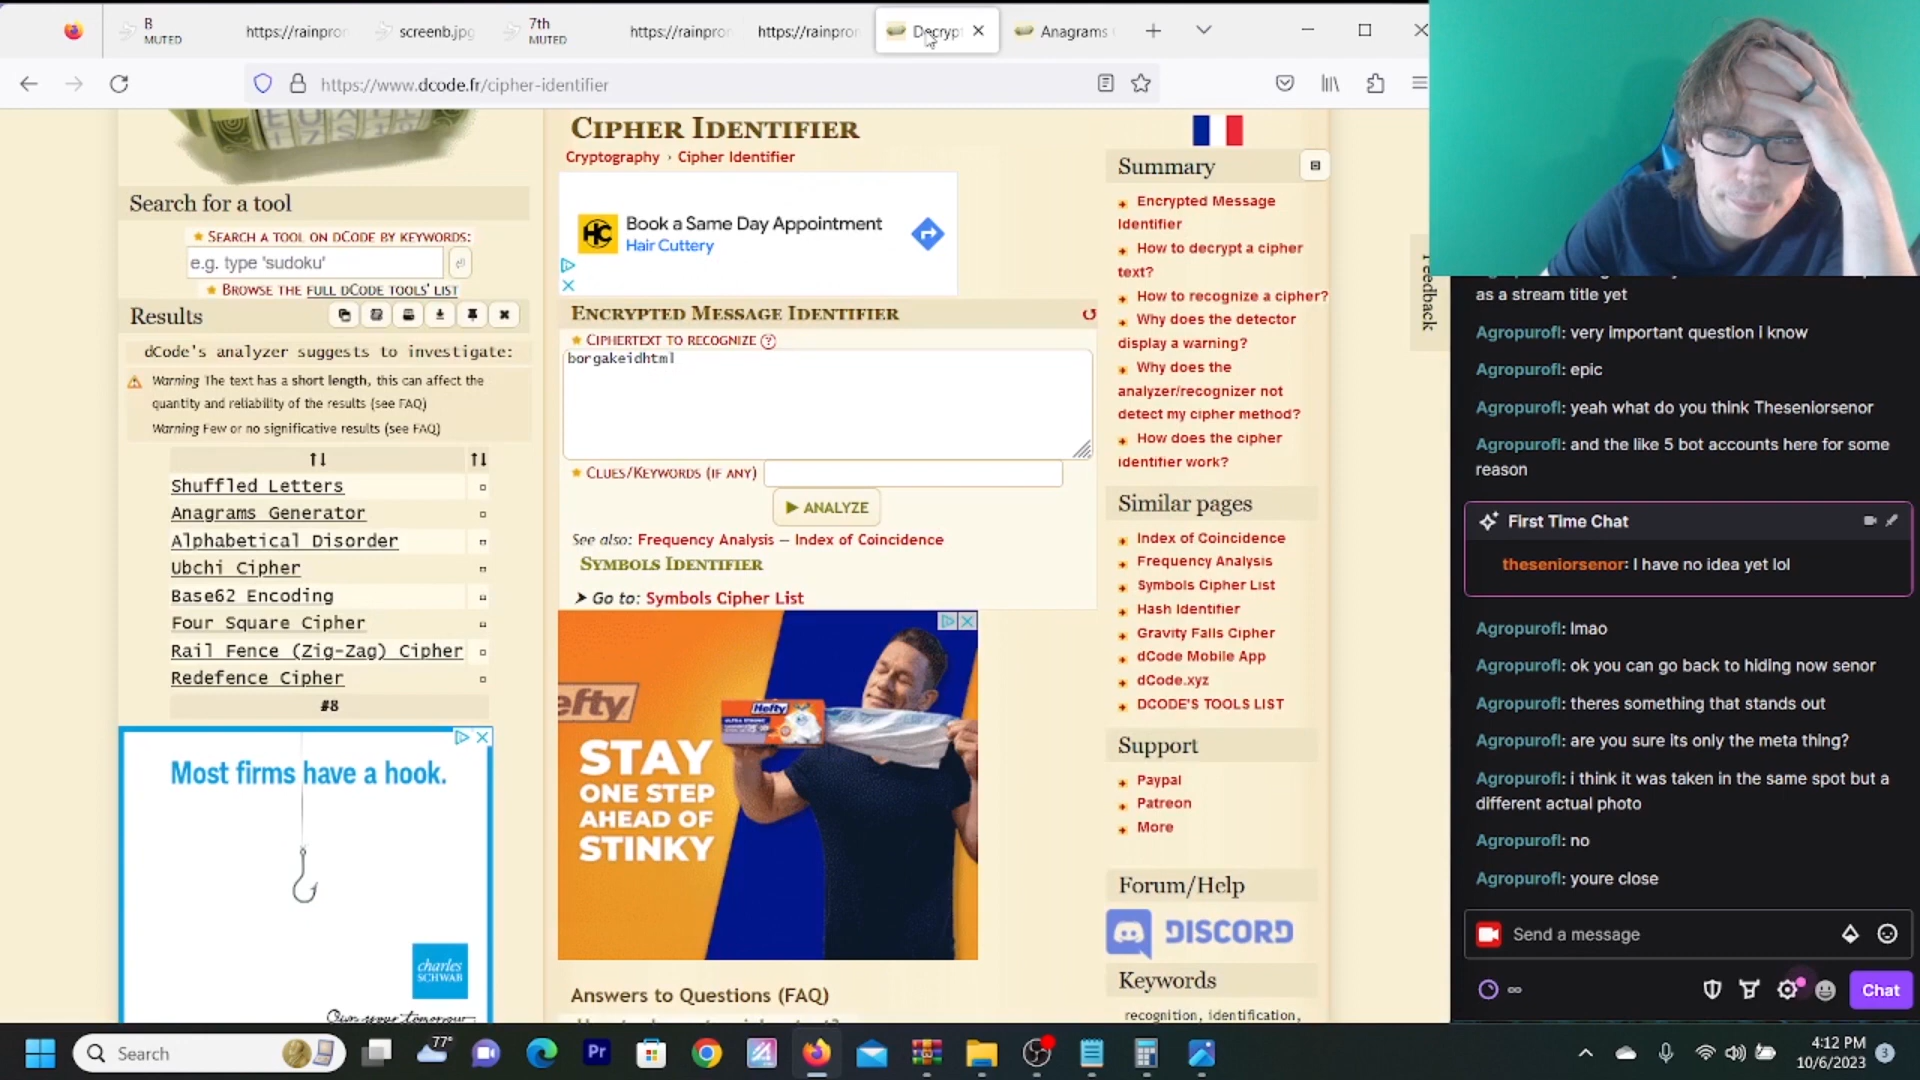 B
MUTED
https://rainpror
screenb.jpg
7th
MUTED
https://rainpror
https://rainpror
Decrypt
Anagrams
https://www.dcode.fr/cipher-identifier
Search for a tool
★ SEARCH A TOOL ON DCODE BY KEYWORDS:
e.g. type 'sudoku'
★ BROWSE THE FULL DCODE TOOLS' LIST
Results
dCode's analyzer suggests to investigate:
Warning The text has a short length, this can affect the
quantity and reliability of the results (see FAQ)
Warning Few or no significative results (see FAQ)
↑↓ ↑↓
Shuffled Letters
Anagrams Generator
Alphabetical Disorder
Ubchi Cipher
Base62 Encoding
Four Square Cipher
Rail Fence (Zig-Zag) Cipher
Redefence Cipher
#8
Most firms have a hook.
charles
SCHWAB
Own your tomorrow
CIPHER IDENTIFIER
Cryptography › Cipher Identifier
HC
Book a Same Day Appointment
Hair Cuttery
ENCRYPTED MESSAGE IDENTIFIER
★ CIPHERTEXT TO RECOGNIZE ?
borgakeidhtml
★ CLUES/KEYWORDS (IF ANY)
▶ ANALYZE
See also: Frequency Analysis — Index of Coincidence
SYMBOLS IDENTIFIER
➤ Go to: Symbols Cipher List
Hefty
efty
STAY
ONE STEP
AHEAD OF
STINKY
Answers to Questions (FAQ)
Summary
Encrypted Message
Identifier
How to decrypt a cipher
text?
How to recognize a cipher?
Why does the detector
display a warning?
Why does the
analyzer/recognizer not
detect my cipher method?
How does the cipher
identifier work?
Similar pages
Index of Coincidence
Frequency Analysis
Symbols Cipher List
Hash Identifier
Gravity Falls Cipher
dCode Mobile App
dCode.xyz
DCODE'S TOOLS LIST
Support
Paypal
Patreon
More
Forum/Help
DISCORD
Keywords
recognition, identification,
Feedback
as a stream title yet
Agropurofl: very important question I know
Agropurofl: epic
Agropurofl: yeah what do you think Theseniorsenor
Agropurofl: and the like 5 bot accounts here for some
reason
First Time Chat
theseniorsenor: I have no idea yet lol
Agropurofl: lmao
Agropurofl: ok you can go back to hiding now senor
Agropurofl: theres something that stands out
Agropurofl: are you sure its only the meta thing?
Agropurofl: i think it was taken in the same spot but a
different actual photo
Agropurofl: no
Agropurofl: youre close
Send a message
∞
Chat
Search
77°
Pr
4:12 PM
10/6/2023
3